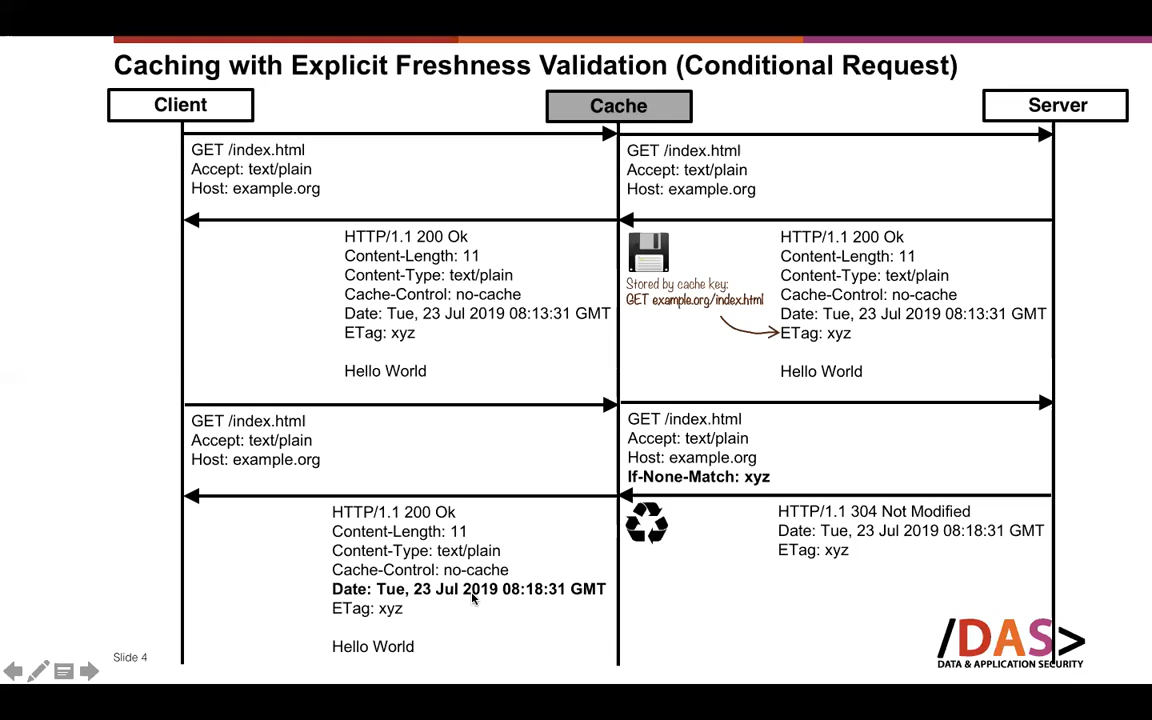 Caching with Explicit Freshness Validation (Conditional Request)
Client
Cache
Server
GET /index.html
Accept: text/plain
Host: example.org
GET /index.html
Accept: text/plain
Host: example.org
HTTP/1.1 200 Ok
Content-Length: 11
Content-Type: text/plain
Cache-Control: no-cache
Date: Tue, 23 Jul 2019 08:13:31 GMT
ETag: xyz
Hello World
Stored by cache key:
GET example.org/index.html
HTTP/1.1 200 Ok
Content-Length: 11
Content-Type: text/plain
Cache-Control: no-cache
Date: Tue, 23 Jul 2019 08:13:31 GMT
ETag: xyz
Hello World
GET /index.html
Accept: text/plain
Host: example.org
GET /index.html
Accept: text/plain
Host: example.org
If-None-Match: xyz
HTTP/1.1 200 Ok
Content-Length: 11
Content-Type: text/plain
Cache-Control: no-cache
Date: Tue, 23 Jul 2019 08:18:31 GMT
ETag: xyz
Hello World
HTTP/1.1 304 Not Modified
Date: Tue, 23 Jul 2019 08:18:31 GMT
ETag: xyz
Slide 4
/DAS>
DATA & APPLICATION SECURITY